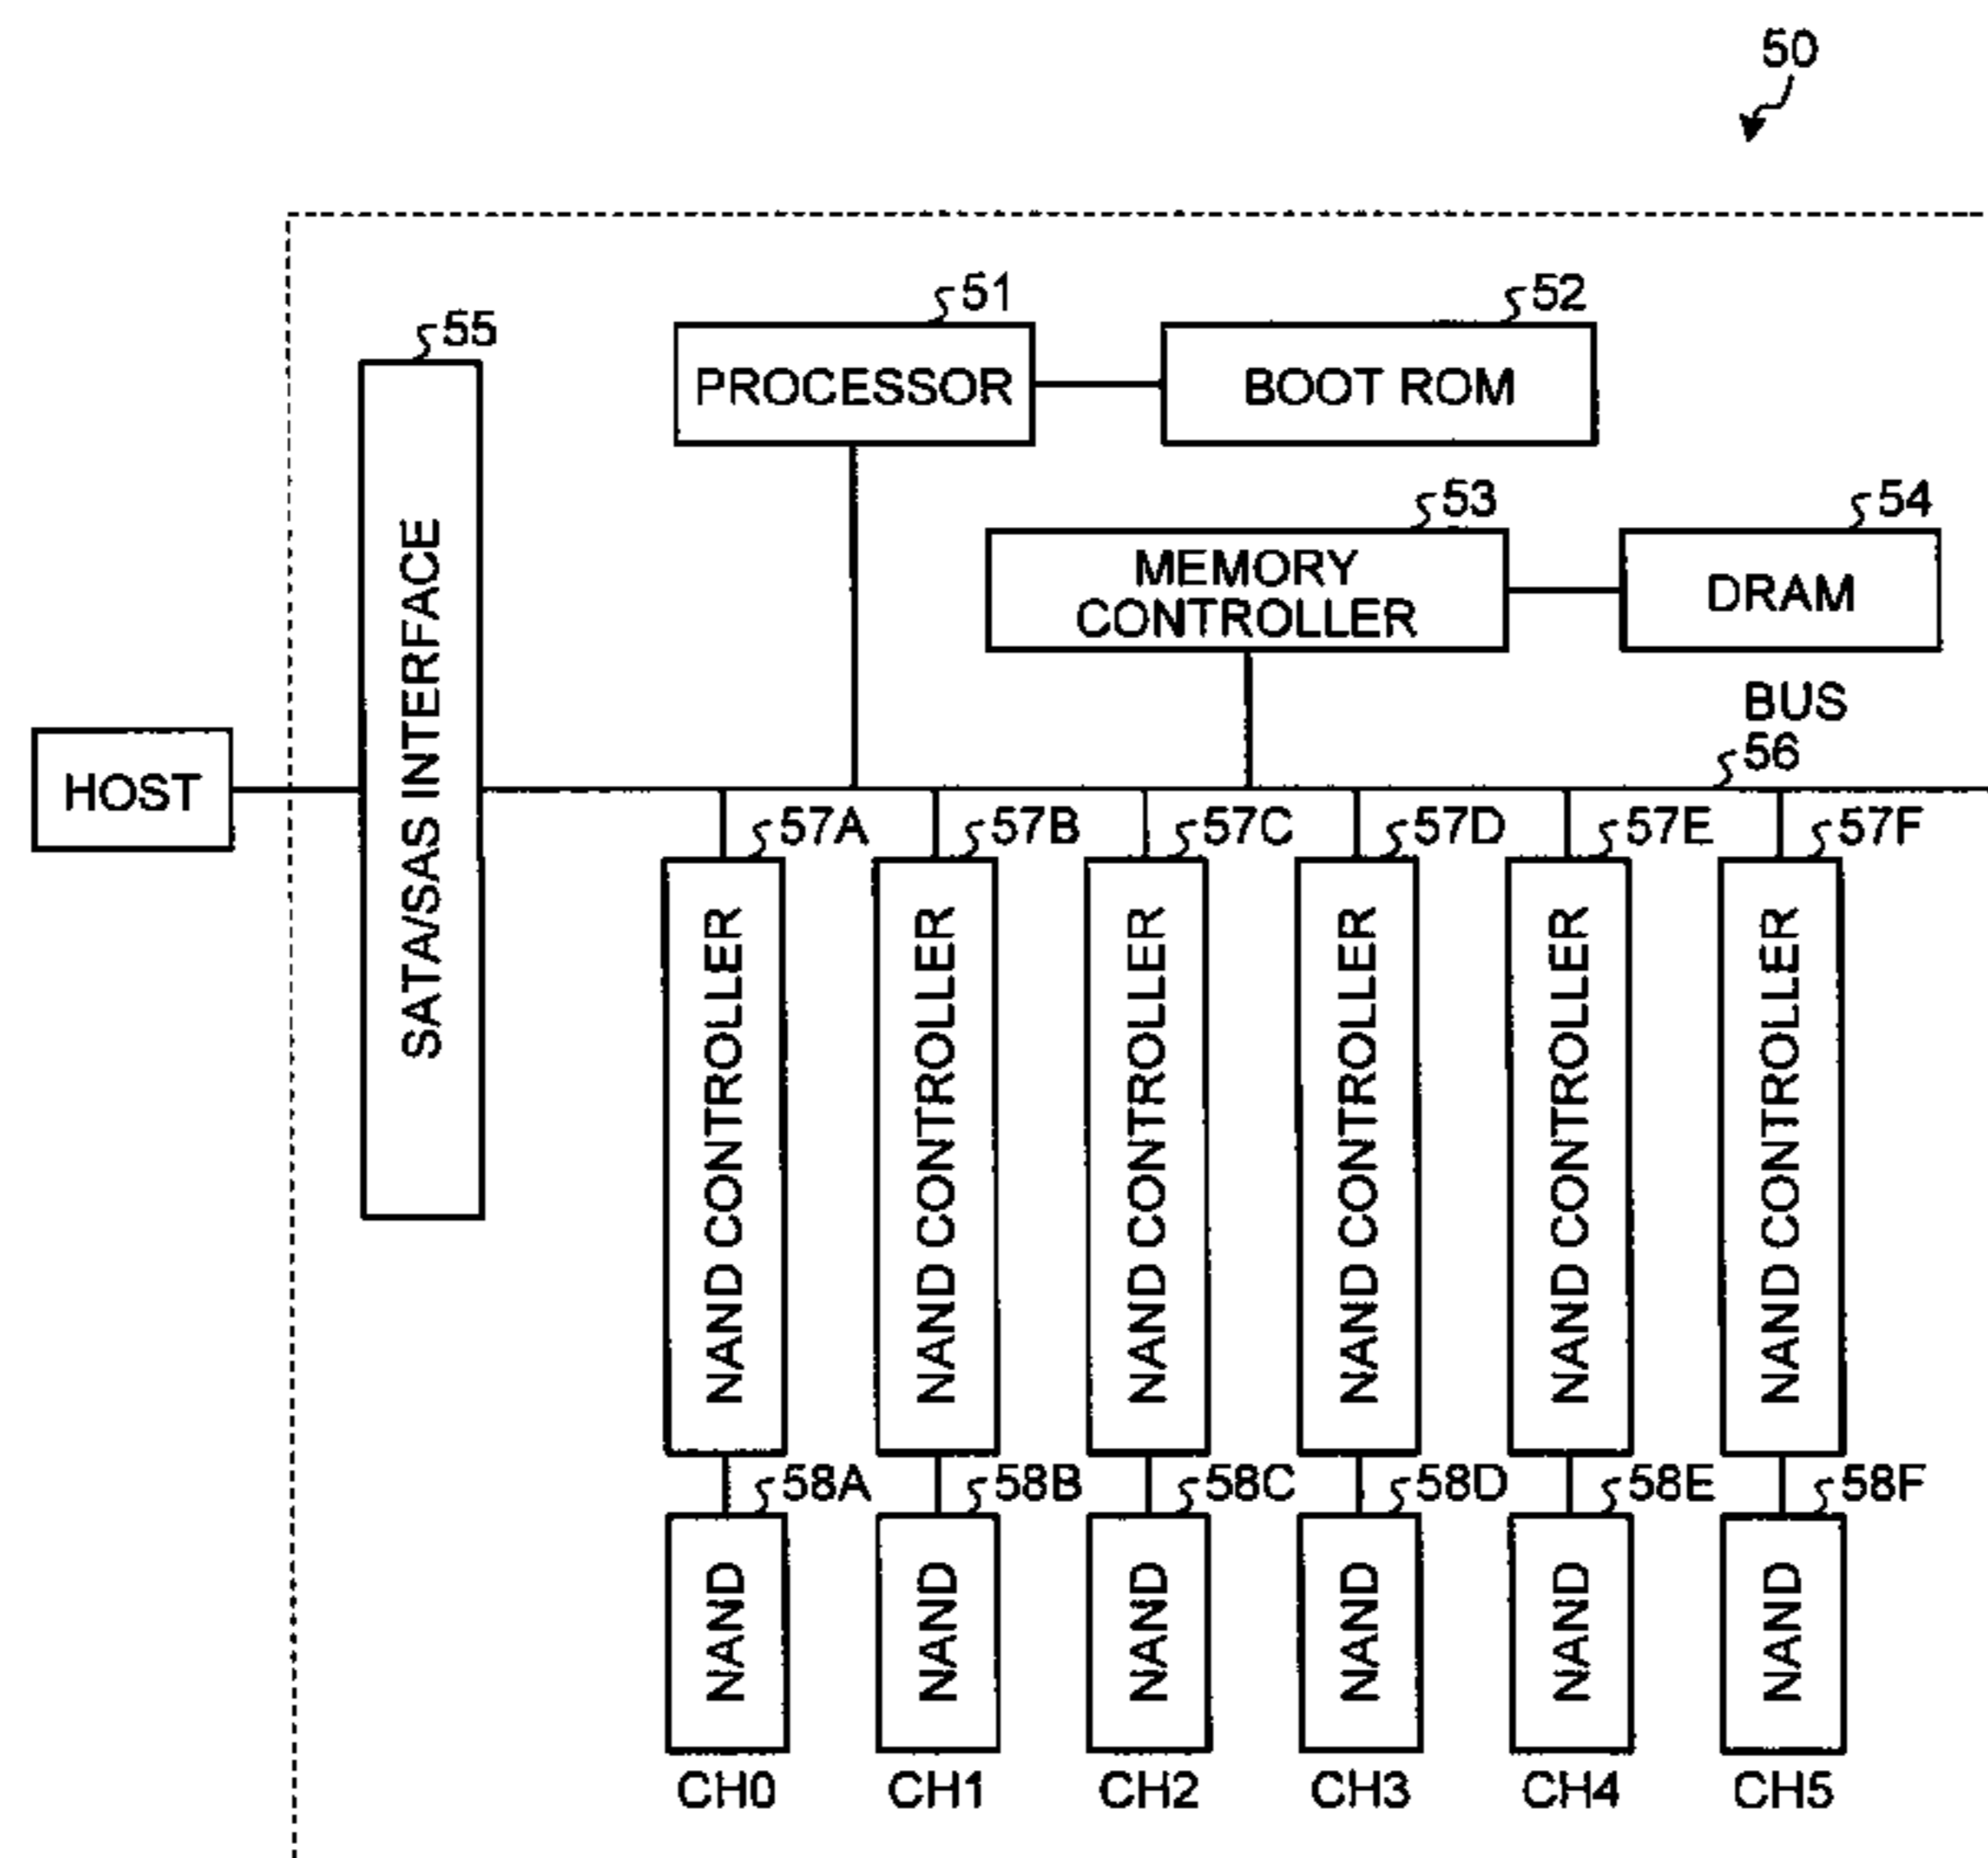 50
51
52
55
PROCESSOR
BOOT ROM
53
54
MEMORY
CONTROLLER
DRAM
SATA/SAS INTERFACE
BUS
56
HOST
57A
57B
57C
57D
57E
57F
NAND CONTROLLER
NAND CONTROLLER
NAND CONTROLLER
NAND CONTROLLER
NAND CONTROLLER
NAND CONTROLLER
58A
58B
58C
58D
58E
58F
NAND
NAND
NAND
NAND
NAND
NAND
CH0
CH1
CH2
CH3
CH4
CH5